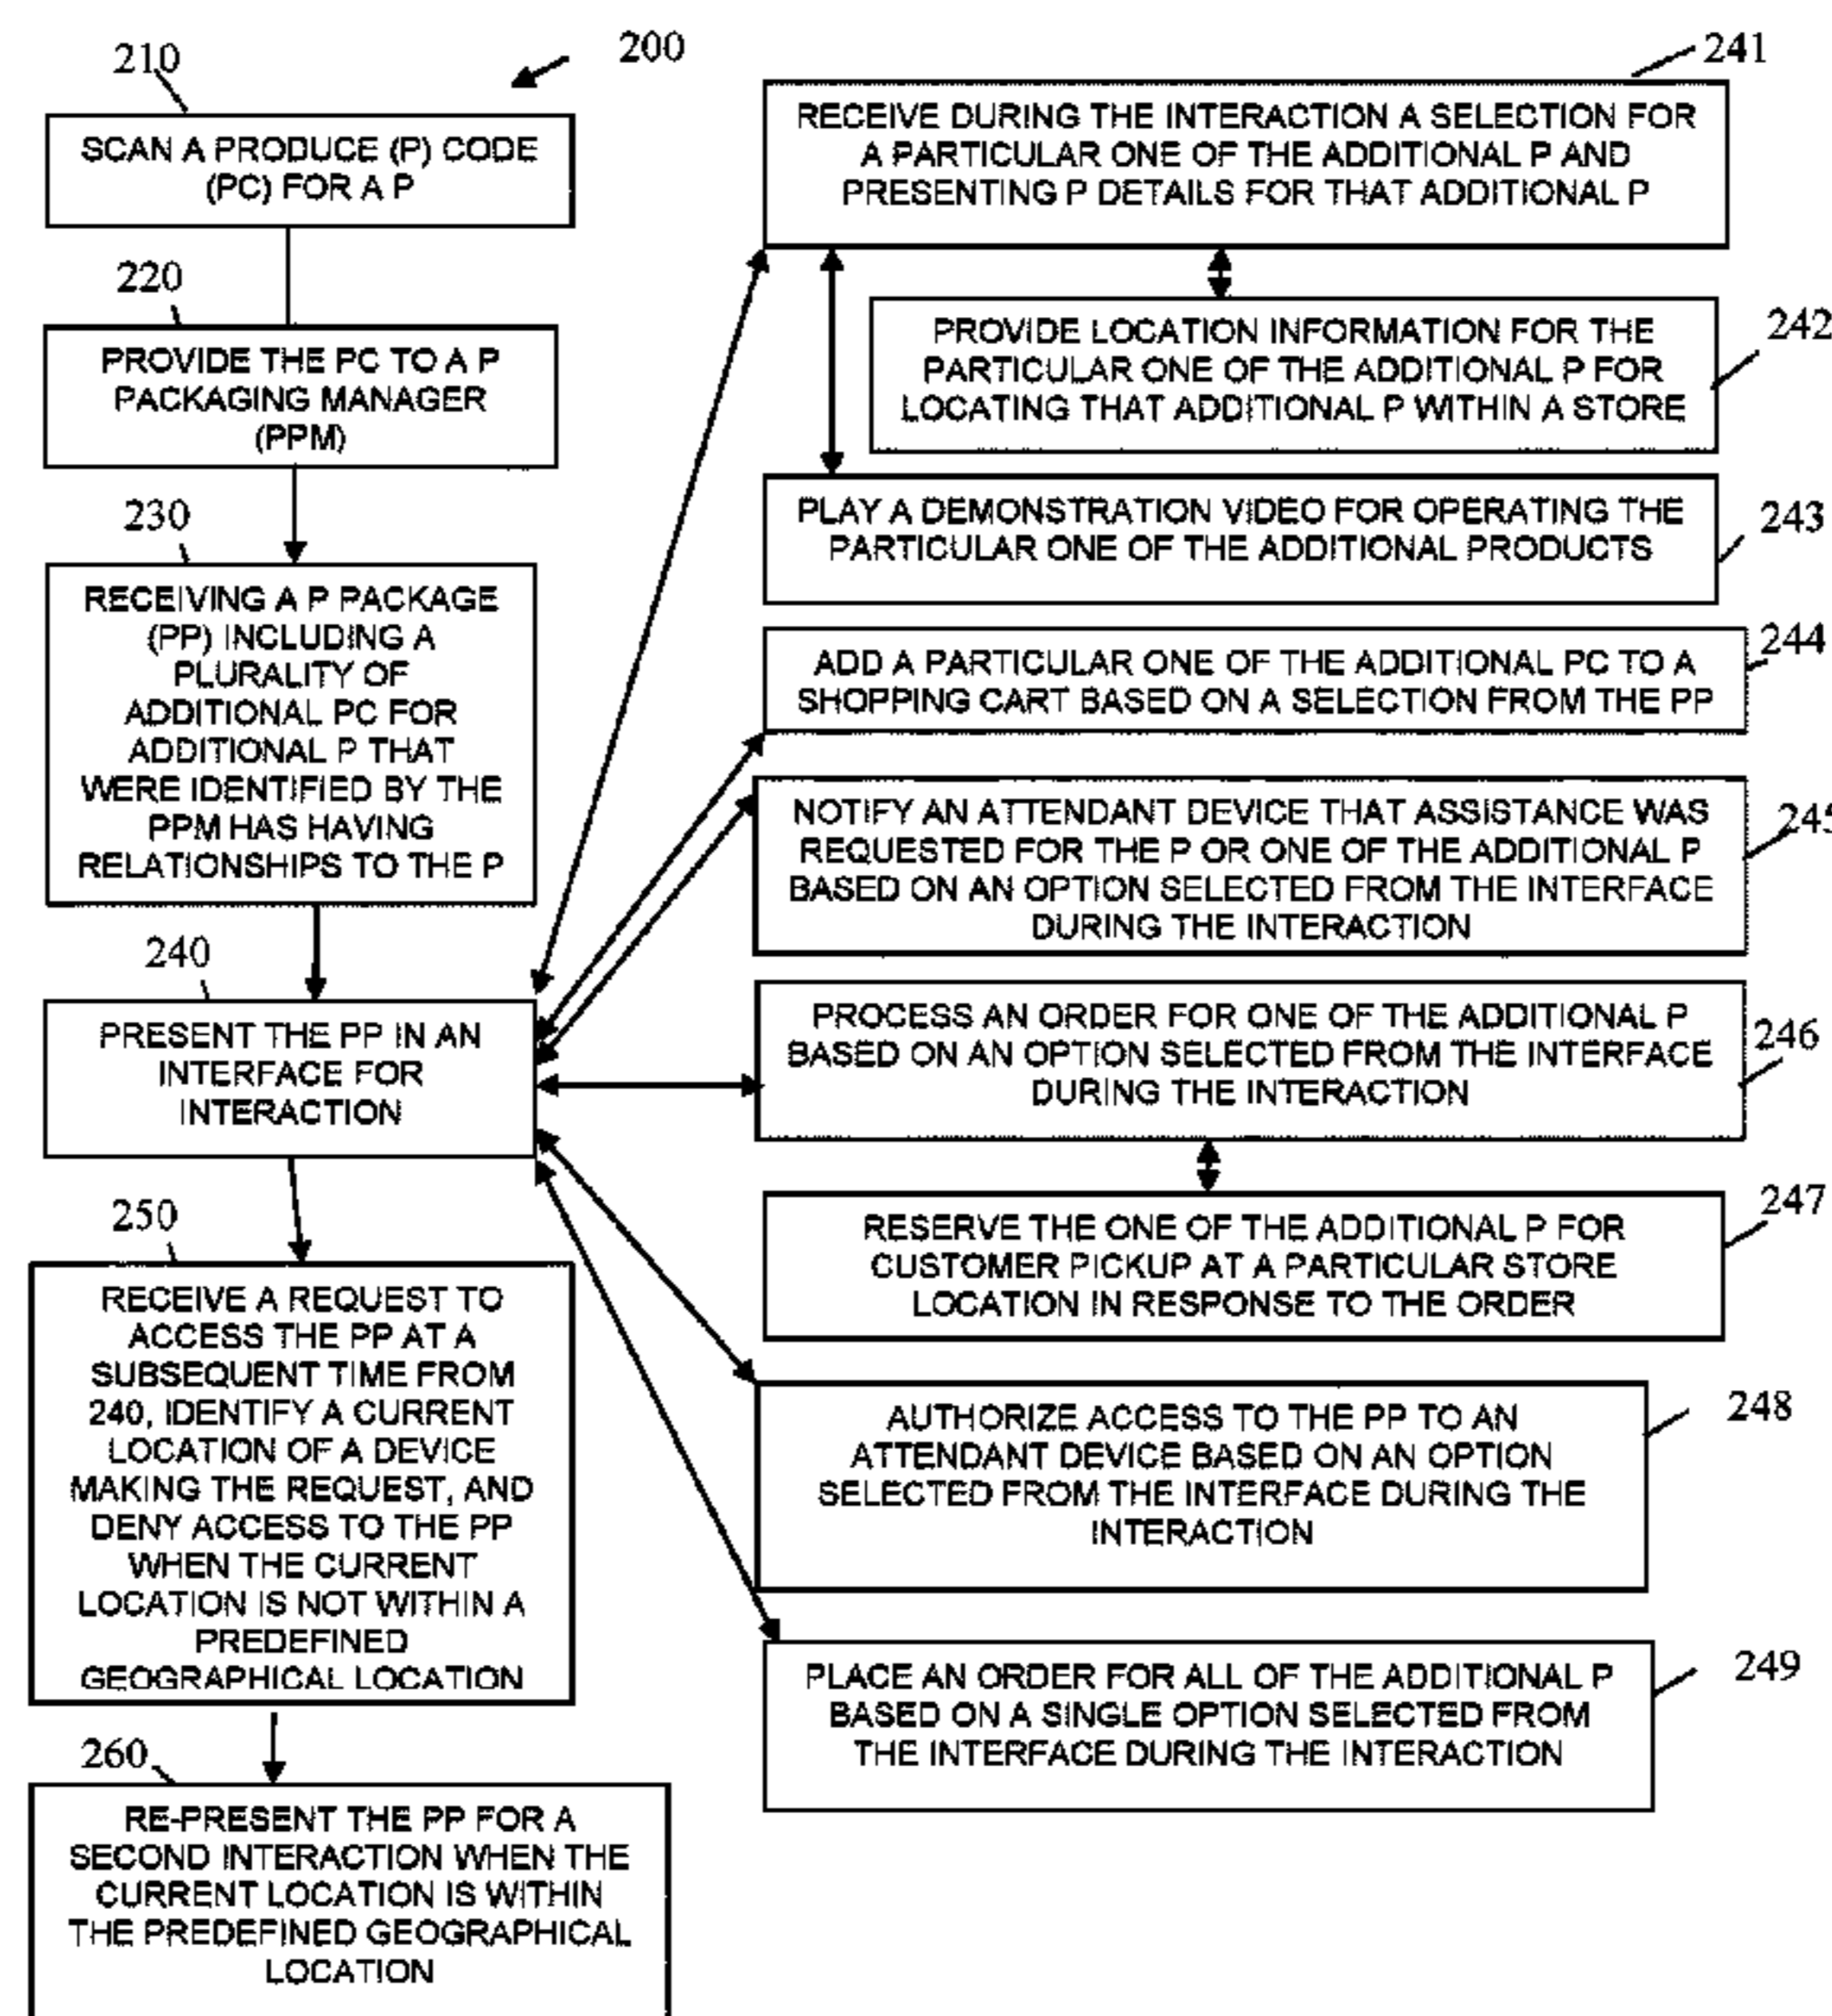 200
210
SCAN A PRODUCE (P) CODE
(PC) FOR A P
220
PROVIDE THE PC TO A P
PACKAGING MANAGER
(PPM)
230
RECEIVING A P PACKAGE
(PP) INCLUDING A
PLURALITY OF
ADDITIONAL PC FOR
ADDITIONAL P THAT
WERE IDENTIFIED BY THE
PPM HAS HAVING
RELATIONSHIPS TO THE P
240
PRESENT THE PP IN AN
INTERFACE FOR
INTERACTION
250
RECEIVE A REQUEST TO
ACCESS THE PP AT A
SUBSEQUENT TIME FROM
240, IDENTIFY A CURRENT
LOCATION OF A DEVICE
MAKING THE REQUEST, AND
DENY ACCESS TO THE PP
WHEN THE CURRENT
LOCATION IS NOT WITHIN A
PREDEFINED
GEOGRAPHICAL LOCATION
260
RE-PRESENT THE PP FOR A
SECOND INTERACTION WHEN THE
CURRENT LOCATION IS WITHIN
THE PREDEFINED GEOGRAPHICAL
LOCATION
241
RECEIVE DURING THE INTERACTION A SELECTION FOR
A PARTICULAR ONE OF THE ADDITIONAL P AND
PRESENTING P DETAILS FOR THAT ADDITIONAL P
242
PROVIDE LOCATION INFORMATION FOR THE
PARTICULAR ONE OF THE ADDITIONAL P FOR
LOCATING THAT ADDITIONAL P WITHIN A STORE
243
PLAY A DEMONSTRATION VIDEO FOR OPERATING THE
PARTICULAR ONE OF THE ADDITIONAL PRODUCTS
244
ADD A PARTICULAR ONE OF THE ADDITIONAL PC TO A
SHOPPING CART BASED ON A SELECTION FROM THE PP
245
NOTIFY AN ATTENDANT DEVICE THAT ASSISTANCE WAS
REQUESTED FOR THE P OR ONE OF THE ADDITIONAL P
BASED ON AN OPTION SELECTED FROM THE INTERFACE
DURING THE INTERACTION
246
PROCESS AN ORDER FOR ONE OF THE ADDITIONAL P
BASED ON AN OPTION SELECTED FROM THE INTERFACE
DURING THE INTERACTION
247
RESERVE THE ONE OF THE ADDITIONAL P FOR
CUSTOMER PICKUP AT A PARTICULAR STORE
LOCATION IN RESPONSE TO THE ORDER
248
AUTHORIZE ACCESS TO THE PP TO AN
ATTENDANT DEVICE BASED ON AN OPTION
SELECTED FROM THE INTERFACE DURING THE
INTERACTION
249
PLACE AN ORDER FOR ALL OF THE ADDITIONAL P
BASED ON A SINGLE OPTION SELECTED FROM
THE INTERFACE DURING THE INTERACTION